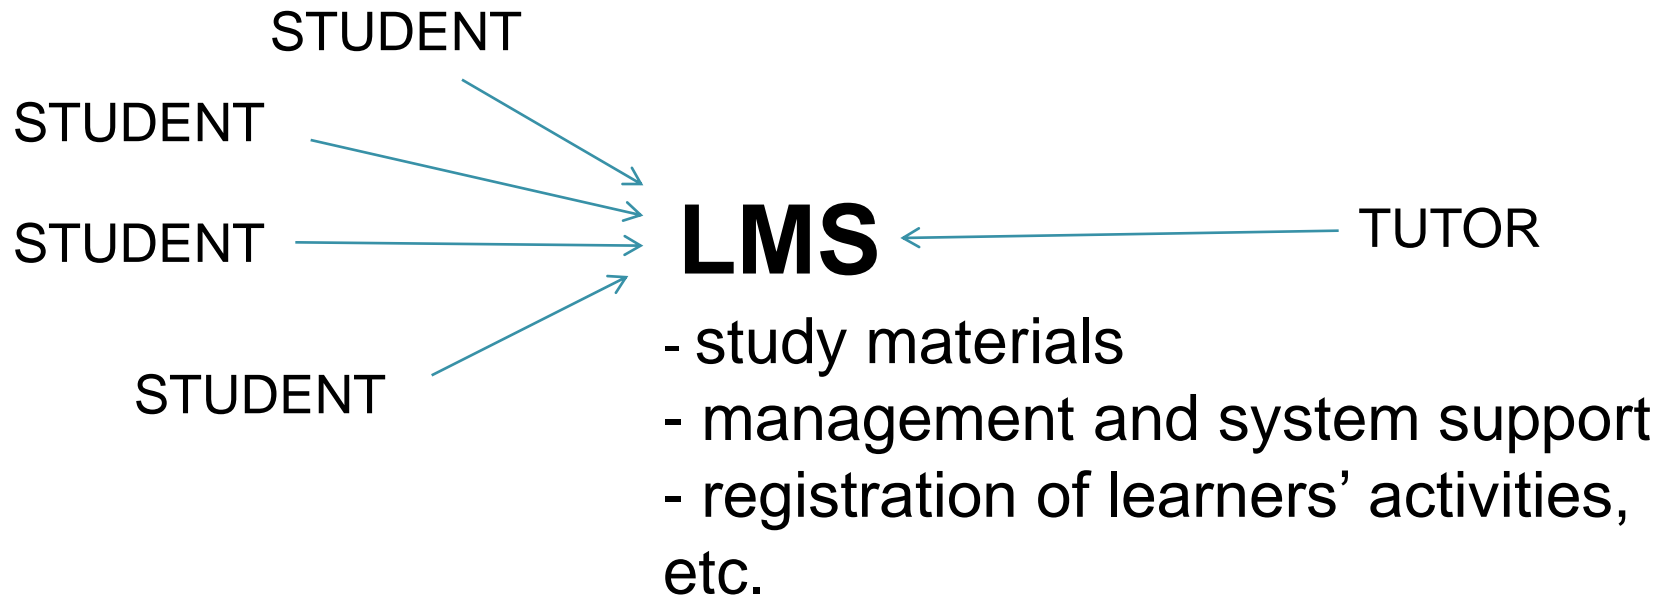 STUDENT
STUDENT
STUDENT
STUDENT
LMS
TUTOR
- study materials
- management and system support
- registration of learners’ activities,
etc.